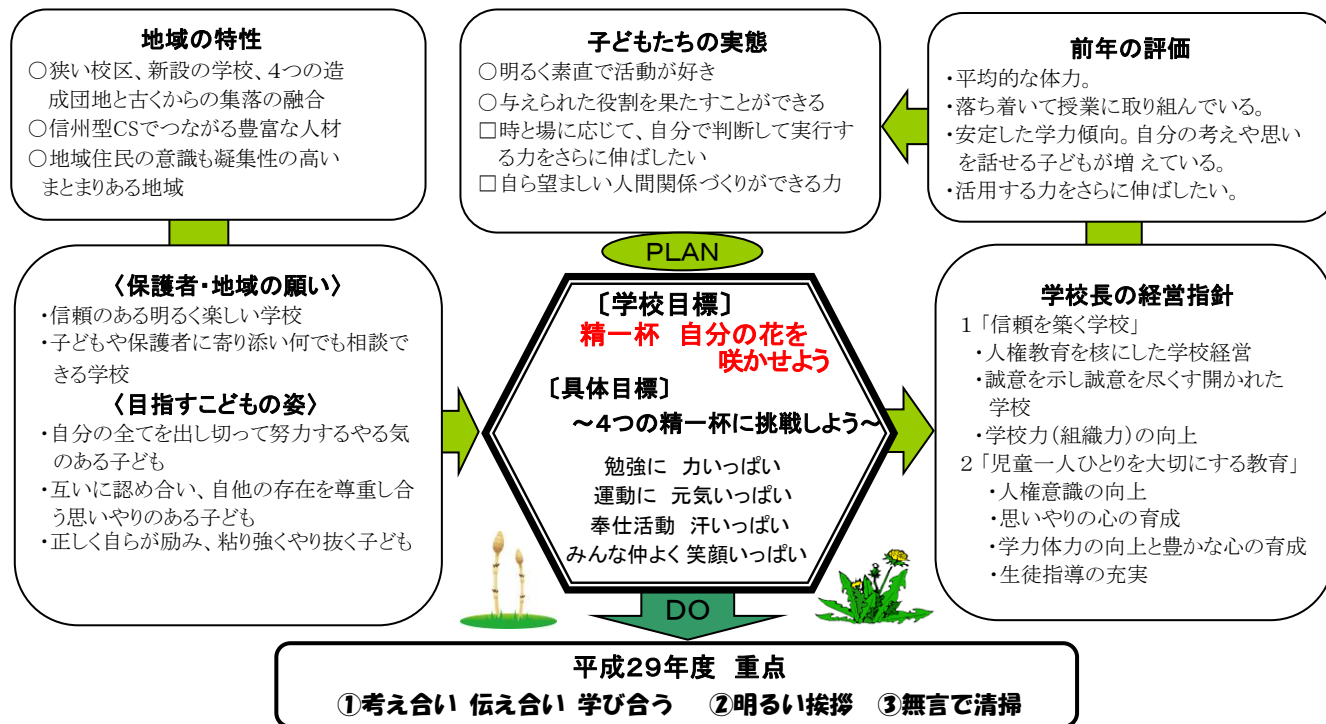 地域の特性
○狭い校区、新設の学校、4つの造
成団地と古くからの集落の融合
○信州型CSでつながる豊富な人材
○地域住民の意識も凝集性の高い
まとまりある地域
子どもたちの実態
○明るく素直で活動が好き
○与えられた役割を果たすことができる
□時と場に応じて、自分で判断して実行す
る力をさらに伸ばしたい
□自ら望ましい人間関係づくりができる力
前年の評価
・平均的な体力。
・落ち着いて授業に取り組んでいる。
・安定した学力傾向。自分の考えや思い
を話せる子どもが増えている。
・活用する力をさらに伸ばしたい。
〈保護者・地域の願い〉
・信頼のある明るく楽しい学校
・子どもや保護者に寄り添い何でも相談で
きる学校
〈目指すこどもの姿〉
・自分の全てを出し切って努力するやる気
のある子ども
・互いに認め合い、自他の存在を尊重し合
う思いやりのある子ども
・正しく自らが励み、粘り強くやり抜く子ども
PLAN
〔学校目標〕
精一杯 自分の花を
咲かせよう
〔具体目標〕
～4つの精一杯に挑戦しよう～
勉強に 力いっぱい
運動に 元気いっぱい
奉仕活動 汗いっぱい
みんな仲よく 笑顔いっぱい
学校長の経営指針
1 「信頼を築く学校」
・人権教育を核にした学校経営
・誠意を示し誠意を尽くす開かれた
学校
・学校力(組織力)の向上
2 「児童一人ひとりを大切にする教育」
・人権意識の向上
・思いやりの心の育成
・学力体力の向上と豊かな心の育成
・生徒指導の充実
DO
平成29年度 重点
①考え合い 伝え合い 学び合う ②明るい挨拶 ③無言で清掃